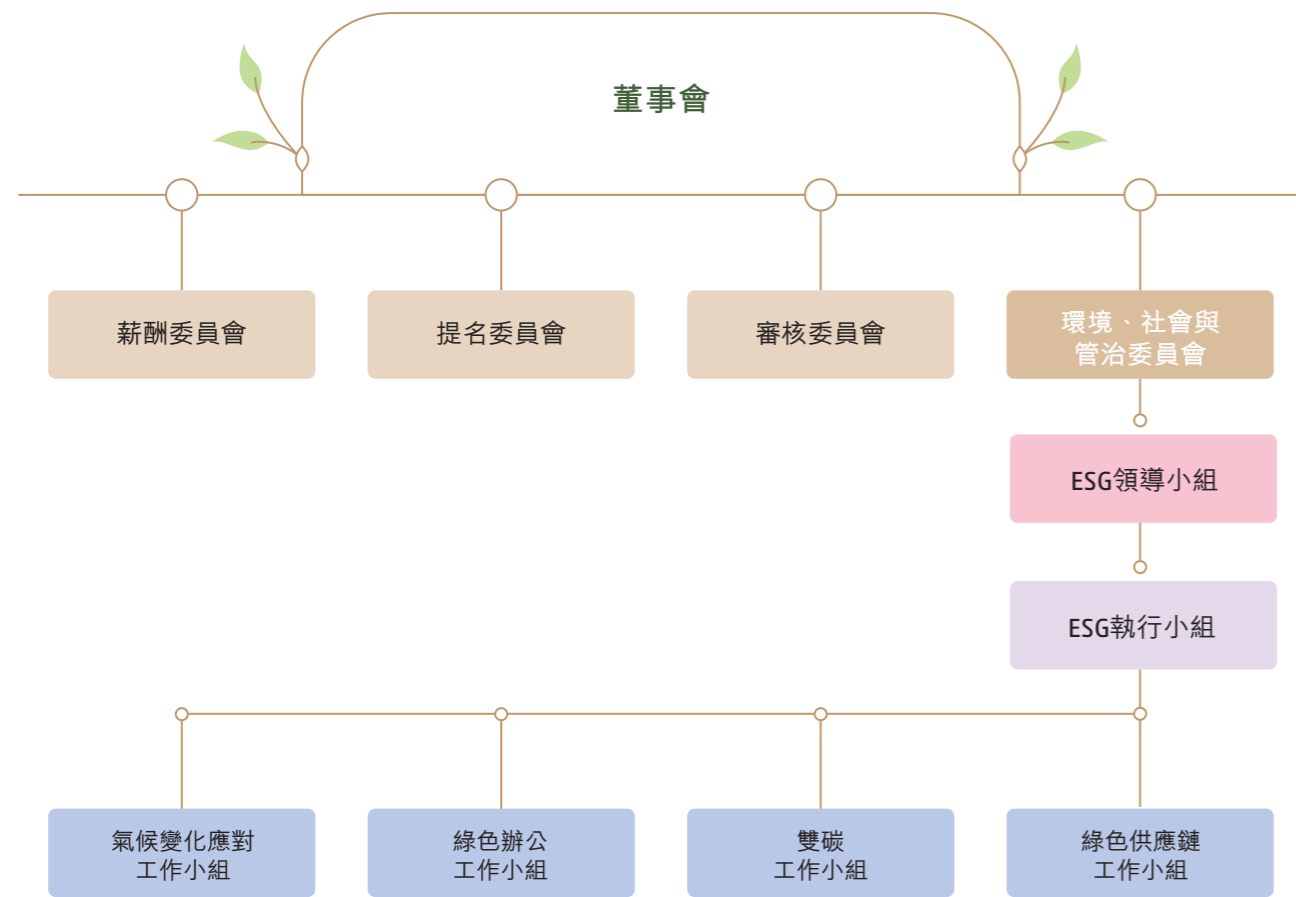 董事會
薪酬委員會
提名委員會
審核委員會
環境、社會與
管治委員會
ESG領導小組
ESG執行小組
氣候變化應對
工作小組
綠色辦公
工作小組
雙碳
工作小組
綠色供應鏈
工作小組